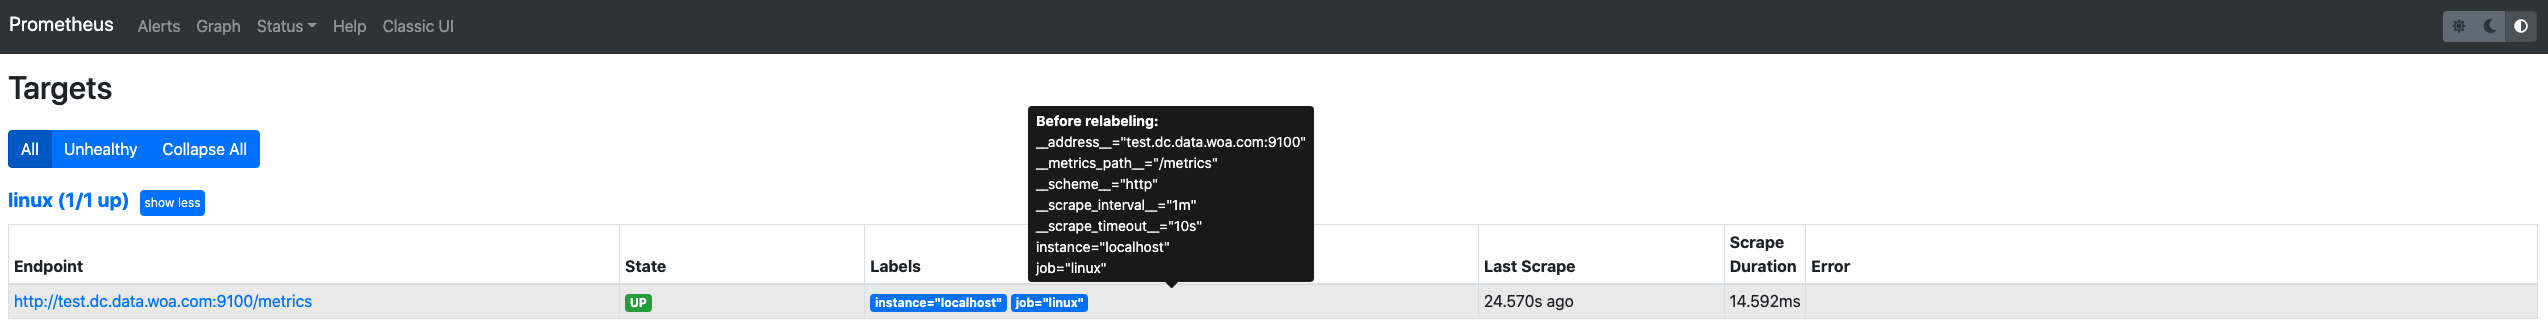 Prometheus Alerts Graph Status Help Classic UI
Targets
All Unhealthy Collapse All
linux (1/1 up) show less
Before relabeling:
__address__="test.dc.data.woa.com:9100"
__metrics_path__="/metrics"
__scheme__="http"
__scrape_interval__="1m"
__scrape_timeout__="10s"
instance="localhost"
job="linux"
Endpoint State Labels Last Scrape Scrape Duration Error
http://test.dc.data.woa.com:9100/metrics UP instance="localhost" job="linux" 24.570s ago 14.592ms